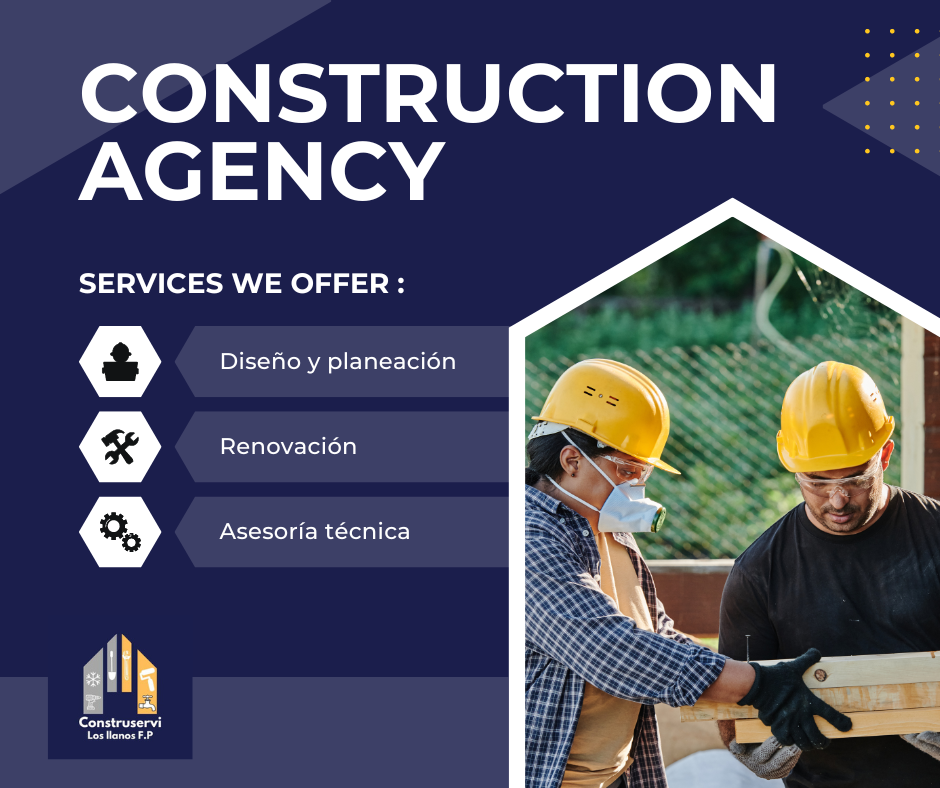 CONSTRUCTION
AGENCY
SERVICES WE OFFER :
Diseño y planeación
Renovación
Asesoría técnica
Construservi
Los llanos F.P